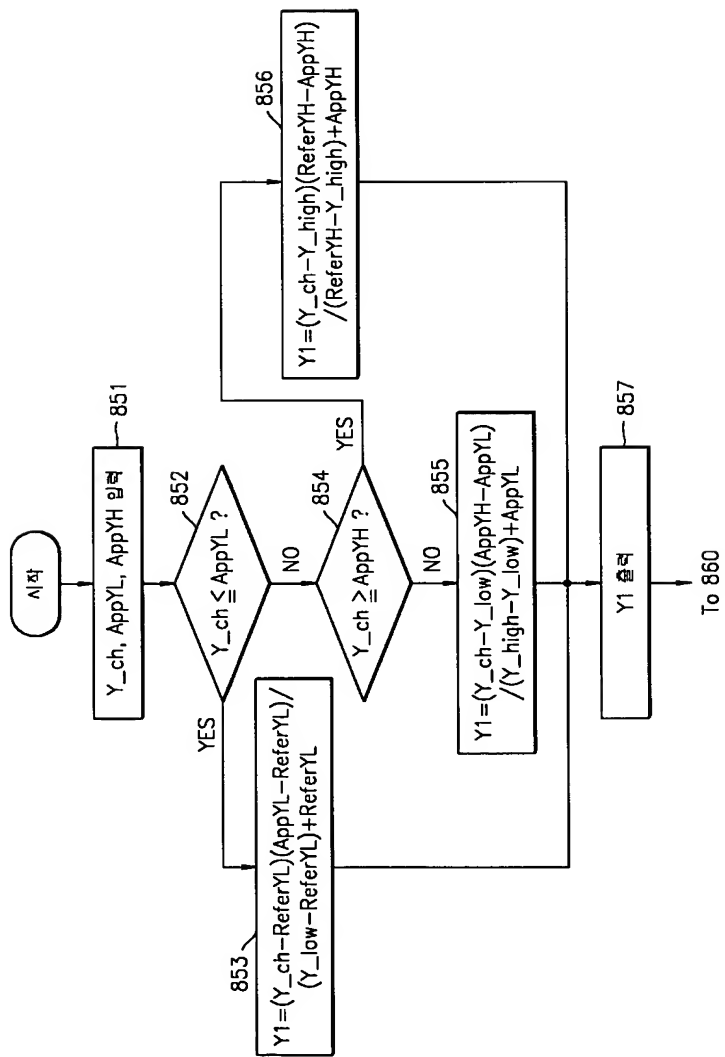 시작
851
Y_ch, AppYL, AppYH 입력
852
Y_ch ≦ AppYL ?
YES
NO
853
Y1=(Y_ch-ReferYL)(AppYL-ReferYL)/
(Y_low-ReferYL)+ReferYL
854
Y_ch ≧ AppYH ?
YES
NO
856
Y1=(Y_ch-Y_high)(ReferYH-AppYH)
/(ReferYH-Y_high)+AppYH
855
Y1=(Y_ch-Y_low)(AppYH-AppYL)
/(Y_high-Y_low)+AppYL
857
Y1 출력
To 860